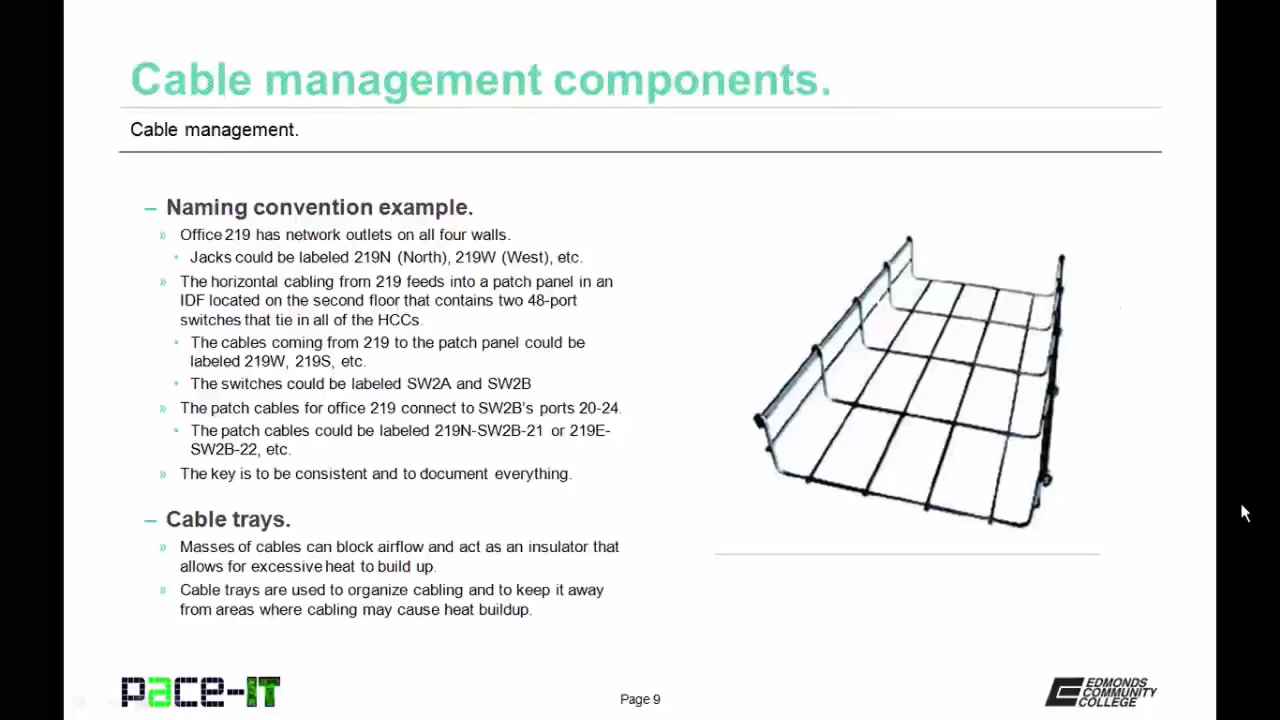 Cable management components.
Cable management.
– Naming convention example.
» Office 219 has network outlets on all four walls.
• Jacks could be labeled 219N (North), 219W (West), etc.
» The horizontal cabling from 219 feeds into a patch panel in an
IDF located on the second floor that contains two 48-port
switches that tie in all of the HCCs.
• The cables coming from 219 to the patch panel could be
labeled 219W, 219S, etc.
• The switches could be labeled SW2A and SW2B
» The patch cables for office 219 connect to SW2B's ports 20-24.
• The patch cables could be labeled 219N-SW2B-21 or 219E-
SW2B-22, etc.
» The key is to be consistent and to document everything.
– Cable trays.
» Masses of cables can block airflow and act as an insulator that
allows for excessive heat to build up.
» Cable trays are used to organize cabling and to keep it away
from areas where cabling may cause heat buildup.
pace-IT
Page 9
EDMONDS
COMMUNITY
COLLEGE